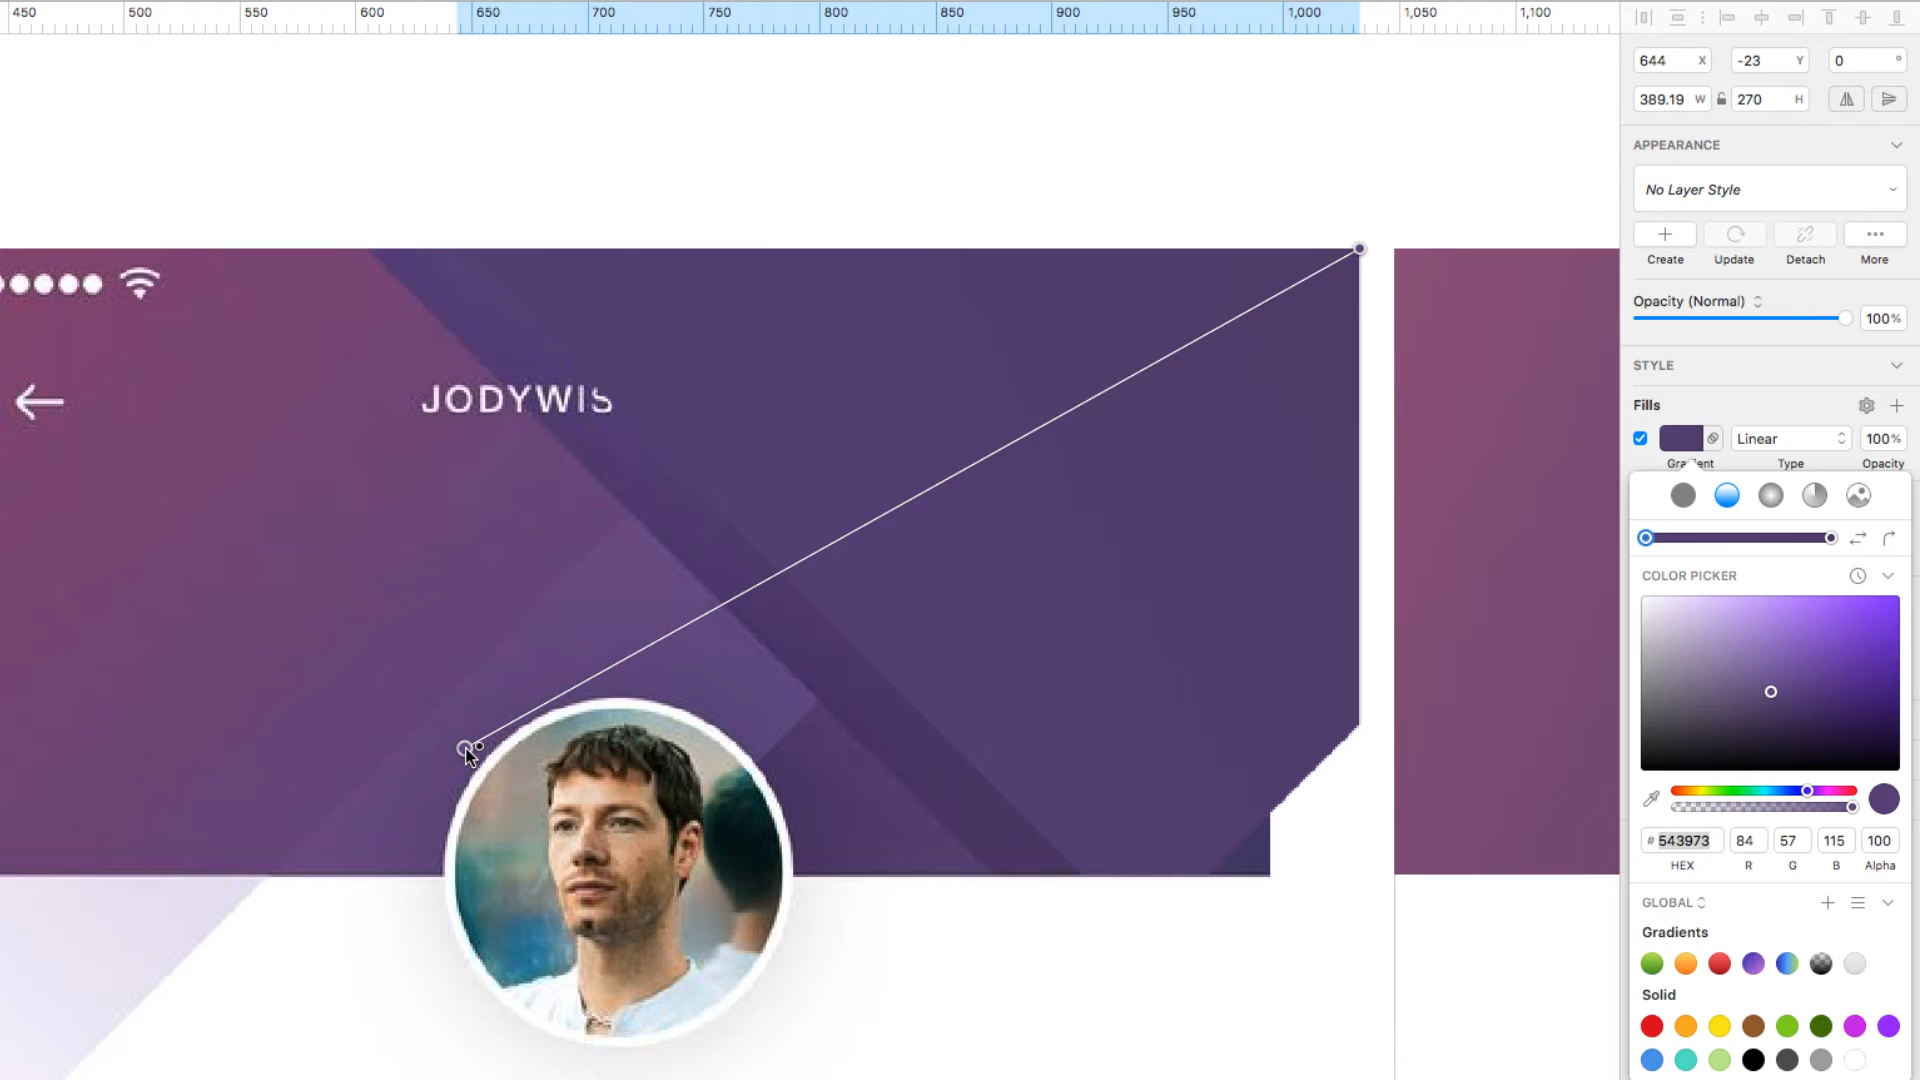 450 500 550 600 650 700 750 800 850 900 950 1,000 1,050 1,100
644 X -23 Y 0 °
389.19 W 270 H
APPEARANCE
No Layer Style
Create Update Detach More
Opacity (Normal)
100%
STYLE
Fills
Linear 100%
Gradient Type Opacity
JODYWIS
COLOR PICKER
# 543973 84 57 115 100
HEX R G B Alpha
GLOBAL
Gradients
Solid